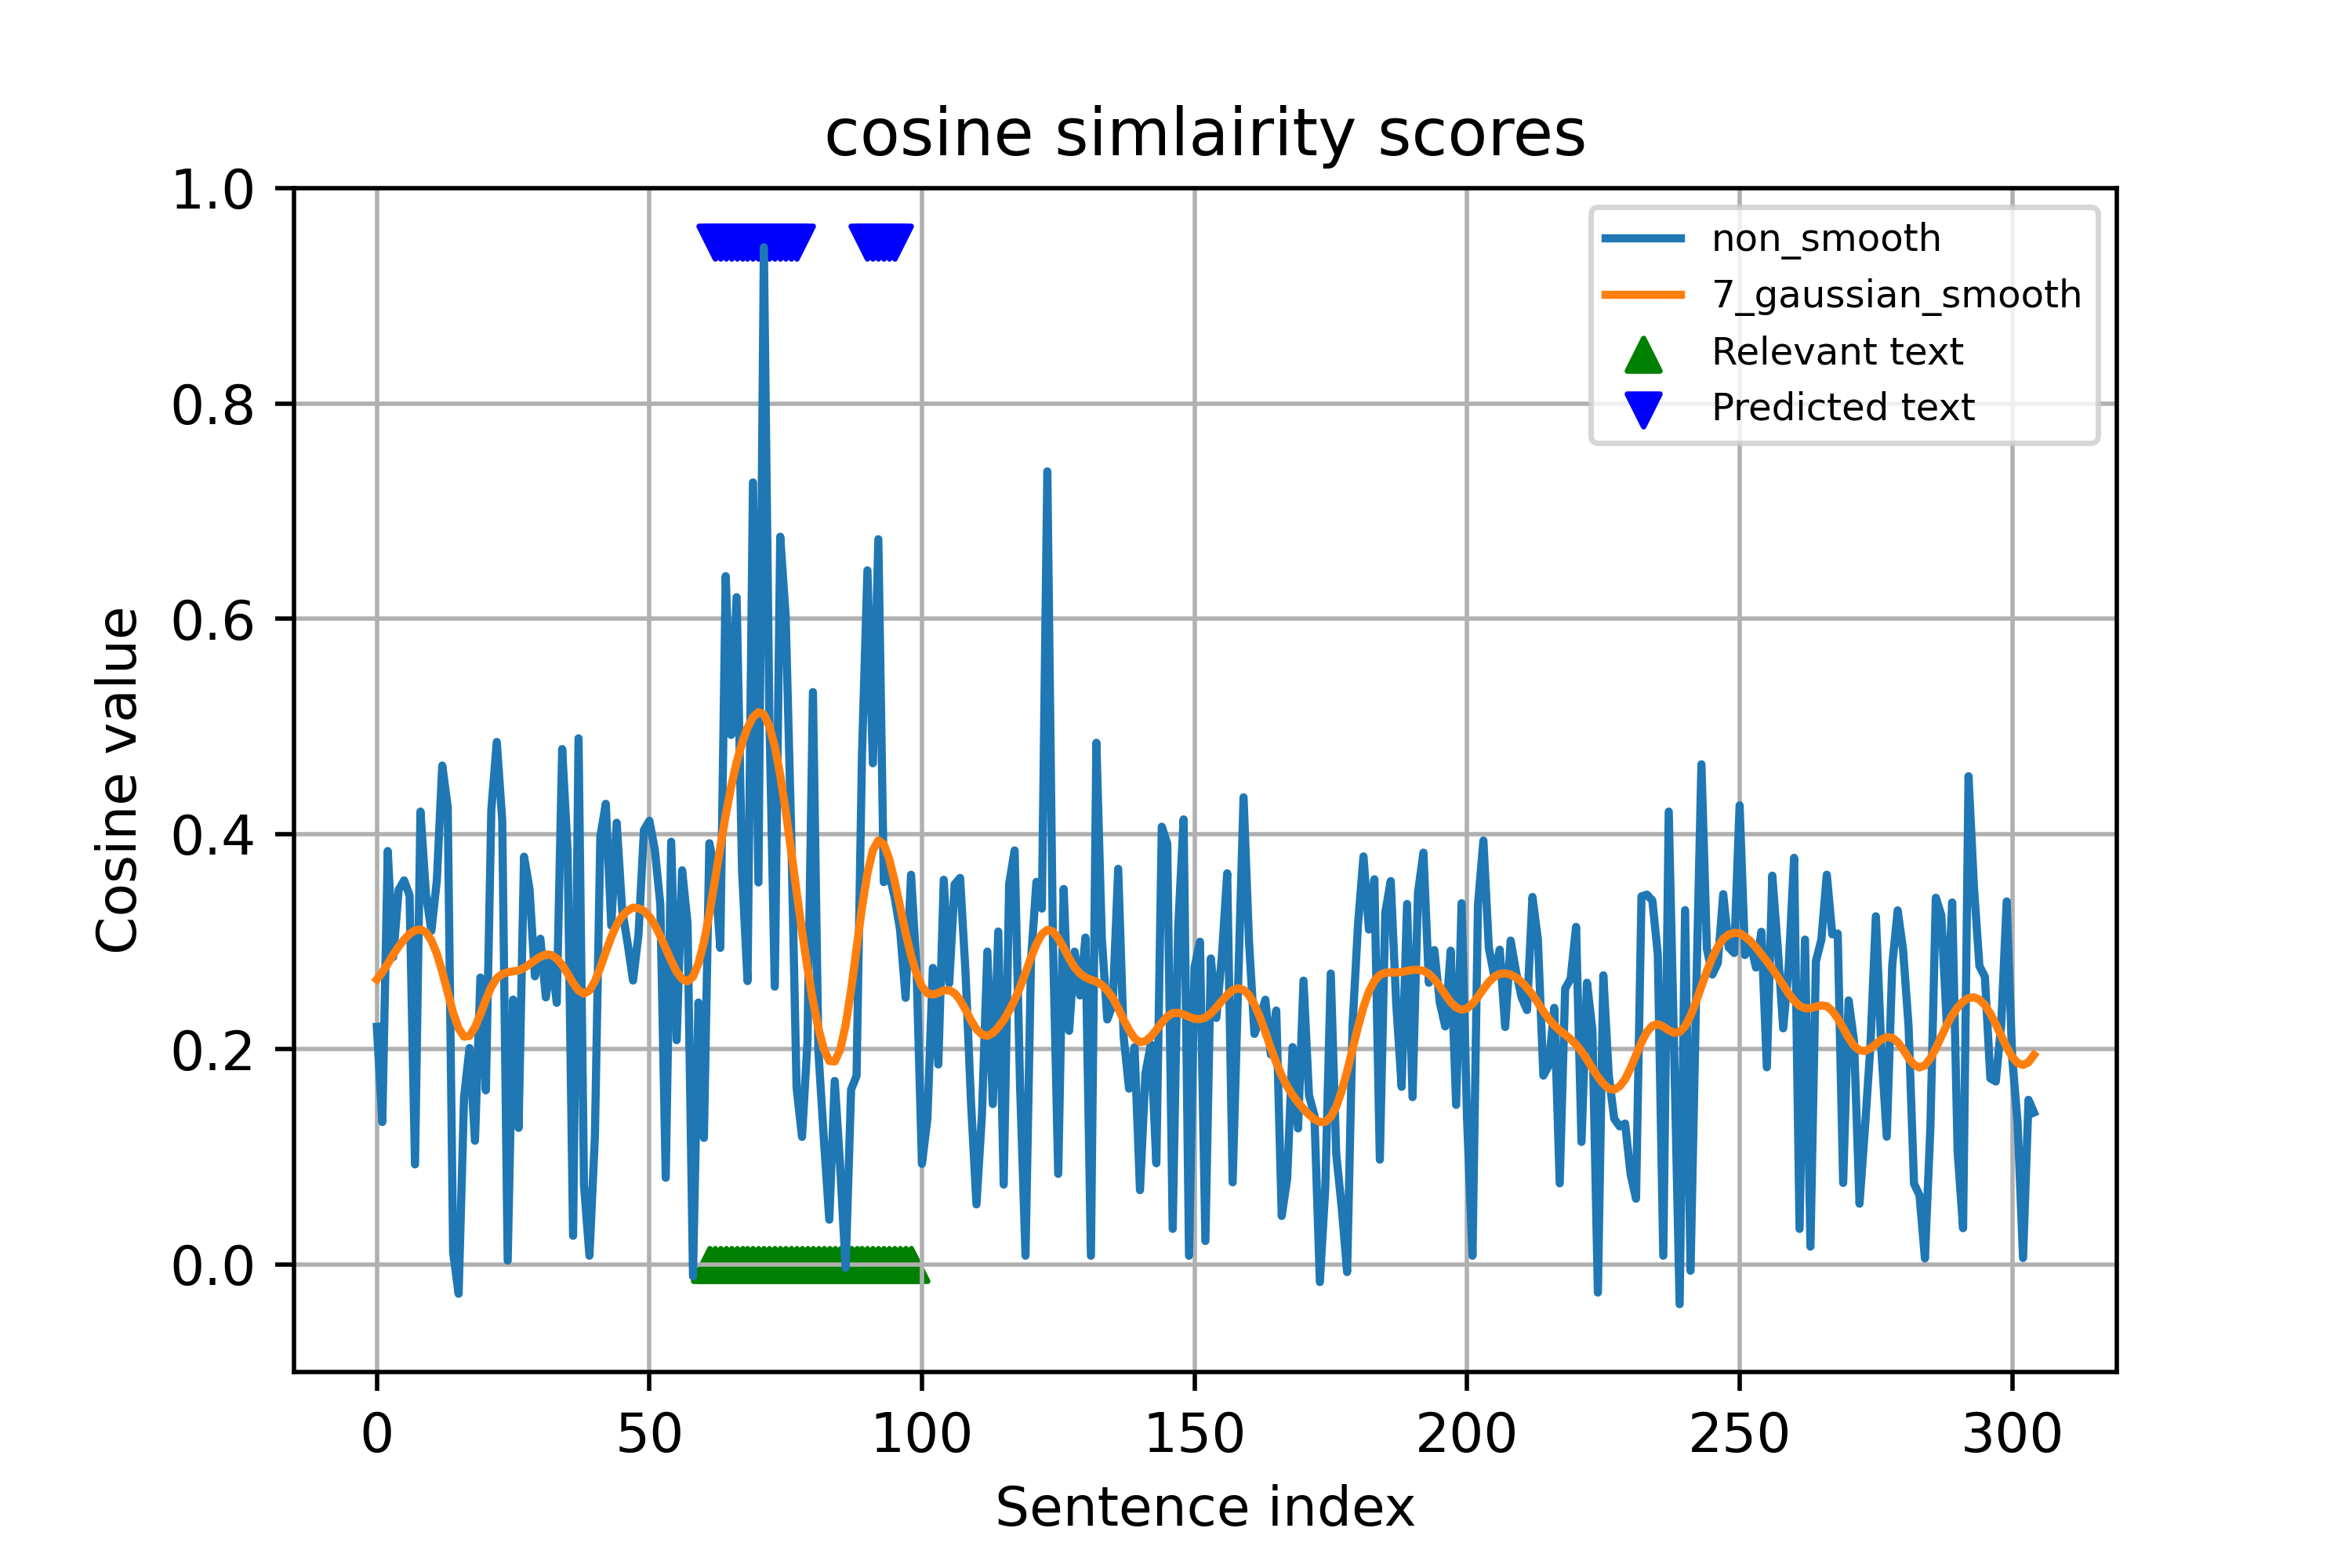 cosine simlairity scores
1.0
0.8
0.6
0.4
0.2
0.0
Cosine value
non_smooth
7_gaussian_smooth
Relevant text
Predicted text
0 50 100 150 200 250 300
Sentence index